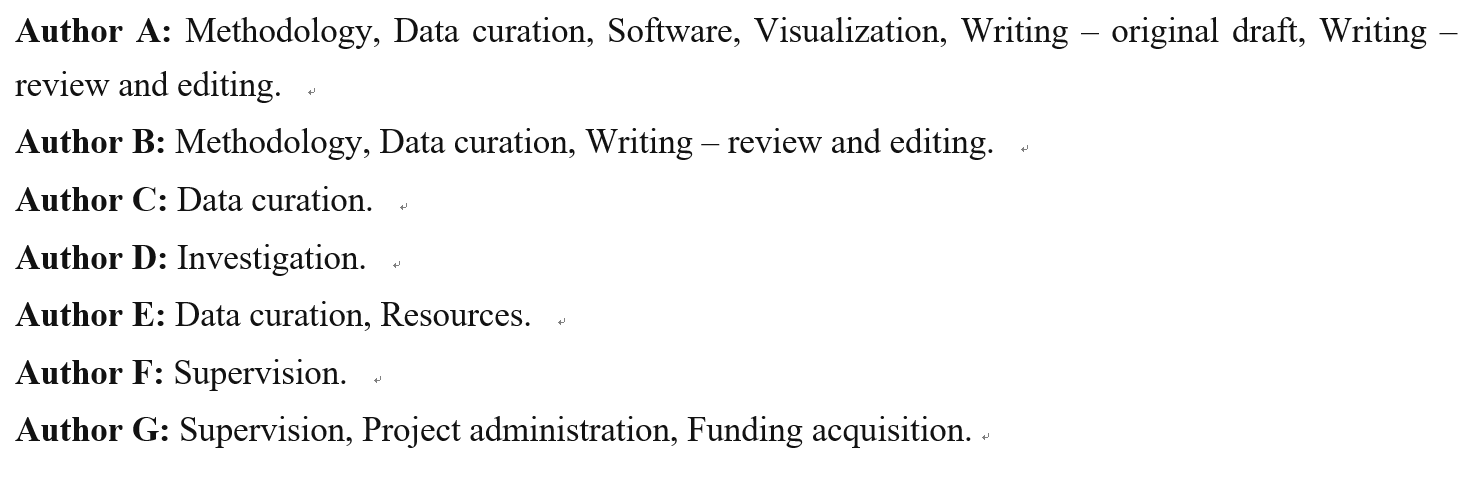 Author A: Methodology, Data curation, Software, Visualization, Writing – original draft, Writing –
review and editing.
Author B: Methodology, Data curation, Writing – review and editing.
Author C: Data curation.
Author D: Investigation.
Author E: Data curation, Resources.
Author F: Supervision.
Author G: Supervision, Project administration, Funding acquisition.